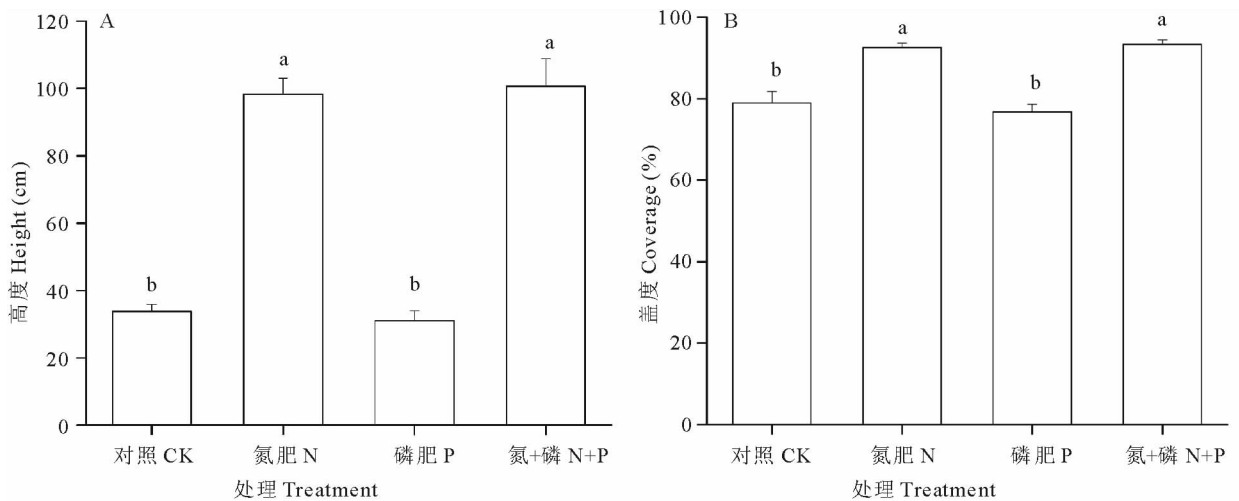 A
120
100
80
60
40
20
0
高度 Height (cm)
b
a
b
a
对照 CK
氮肥 N
磷肥 P
氮+磷 N+P
处理 Treatment
B
100
80
60
40
20
0
盖度 Coverage (%)
b
a
b
a
对照 CK
氮肥 N
磷肥 P
氮+磷 N+P
处理 Treatment